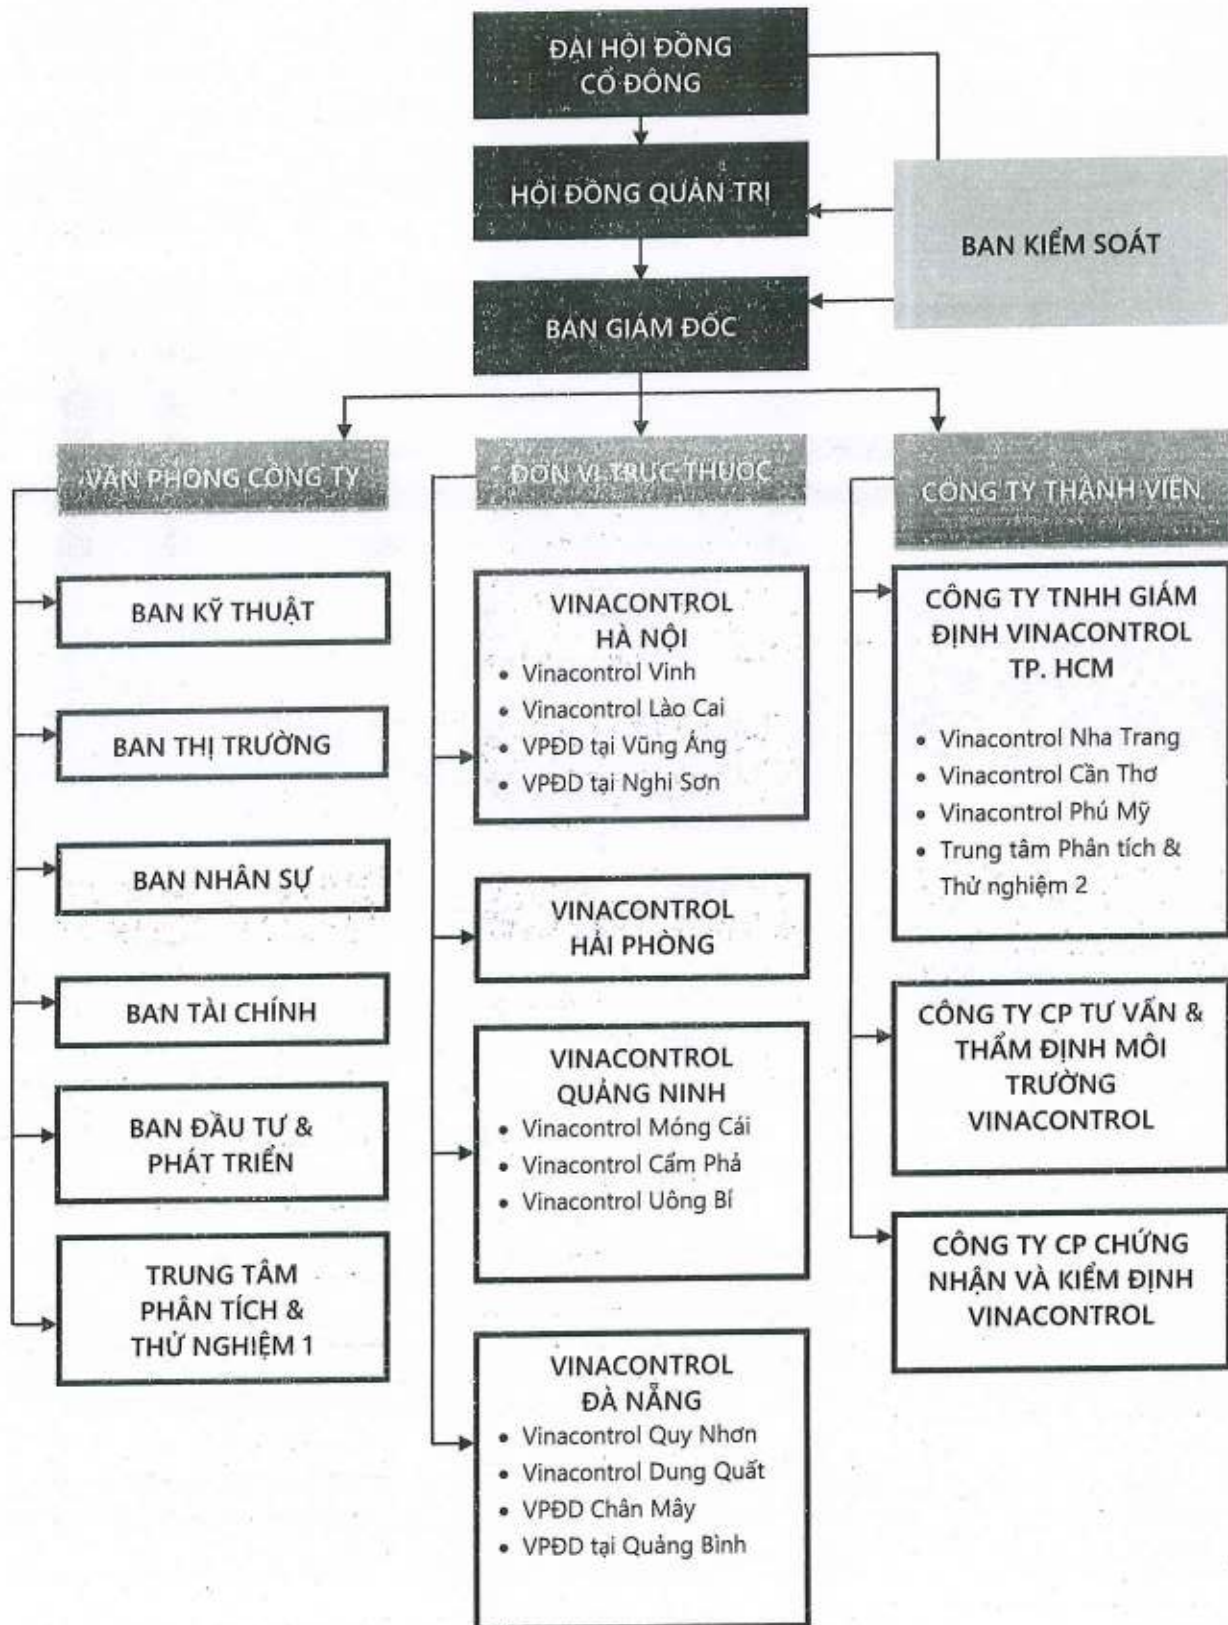 ĐẠI HỘI ĐỒNG
CỔ ĐÔNG
HỘI ĐỒNG QUẢN TRỊ
BAN KIỂM SOÁT
BAN GIÁM ĐỐC
VĂN PHÒNG CÔNG TY
ĐƠN VỊ TRỰC THUỘC
CÔNG TY THÀNH VIÊN
BAN KỸ THUẬT
BAN THỊ TRƯỜNG
BAN NHÂN SỰ
BAN TÀI CHÍNH
BAN ĐẦU TƯ &
PHÁT TRIỂN
TRUNG TÂM
PHÂN TÍCH &
THỬ NGHIỆM 1
VINACONTROL
HÀ NỘI
• Vinacontrol Vinh
• Vinacontrol Lào Cai
• VPĐD tại Vũng Áng
• VPĐD tại Nghi Sơn
VINACONTROL
HẢI PHÒNG
VINACONTROL
QUẢNG NINH
• Vinacontrol Móng Cái
• Vinacontrol Cẩm Phả
• Vinacontrol Uông Bí
VINACONTROL
ĐÀ NẴNG
• Vinacontrol Quy Nhơn
• Vinacontrol Dung Quất
• VPĐD Chân Mây
• VPĐD tại Quảng Bình
CÔNG TY TNHH GIÁM
ĐỊNH VINACONTROL
TP. HCM
• Vinacontrol Nha Trang
• Vinacontrol Cần Thơ
• Vinacontrol Phú Mỹ
• Trung tâm Phân tích &
Thử nghiệm 2
CÔNG TY CP TƯ VẤN &
THẨM ĐỊNH MÔI
TRƯỜNG
VINACONTROL
CÔNG TY CP CHỨNG
NHẬN VÀ KIỂM ĐỊNH
VINACONTROL